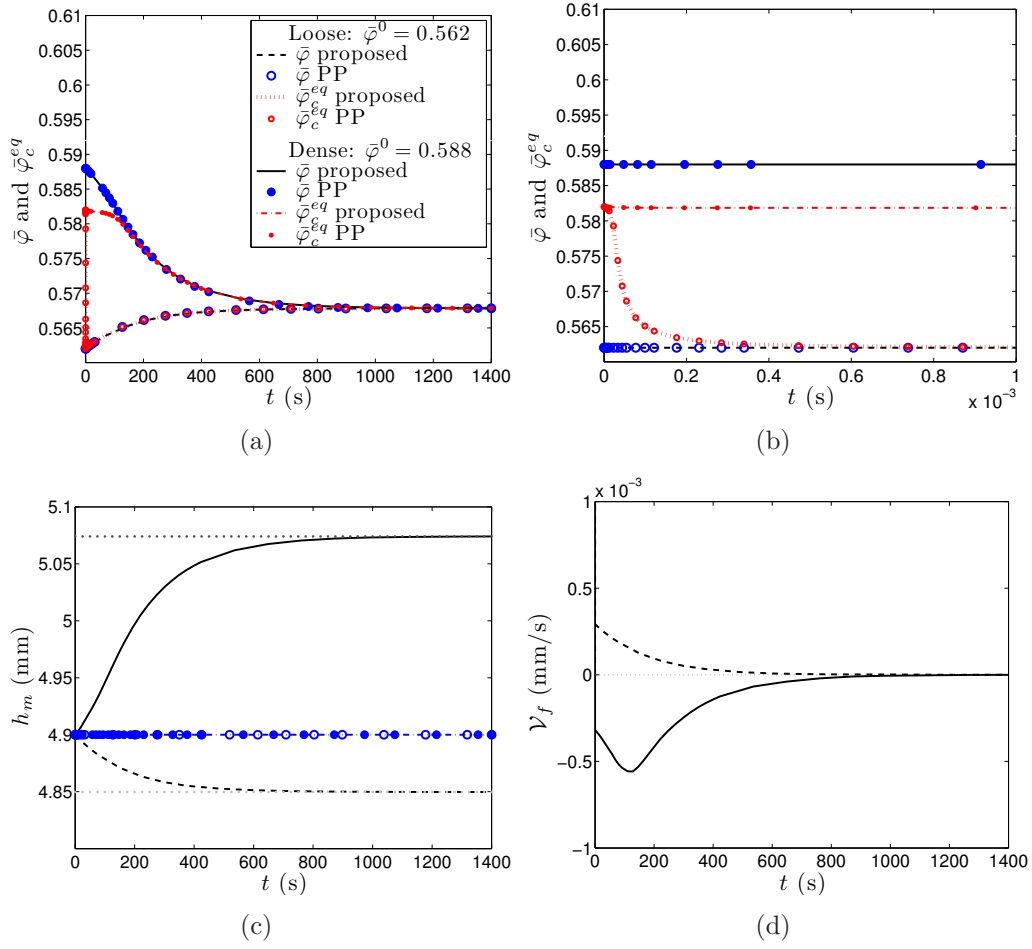 0.61
0.605
0.6
0.595
0.59
0.585
0.58
0.575
0.57
0.565
φ̄ and φ̄_c^{eq}
0 200 400 600 800 1000 1200 1400
t (s)
Loose: φ̄⁰ = 0.562
φ̄ proposed
φ̄ PP
φ̄_c^{eq} proposed
φ̄_c^{eq} PP
Dense: φ̄⁰ = 0.588
φ̄ proposed
φ̄ PP
φ̄_c^{eq} proposed
φ̄_c^{eq} PP
(a)
0.61
0.605
0.6
0.595
0.59
0.585
0.58
0.575
0.57
0.565
φ̄ and φ̄_c^{eq}
0 0.2 0.4 0.6 0.8 1
t (s)
x 10⁻³
(b)
5.1
5.05
5
4.95
4.9
4.85
h_m (mm)
0 200 400 600 800 1000 1200 1400
t (s)
(c)
x 10⁻³
1
0.5
0
−0.5
−1
𝒱_f (mm/s)
0 200 400 600 800 1000 1200 1400
t (s)
(d)